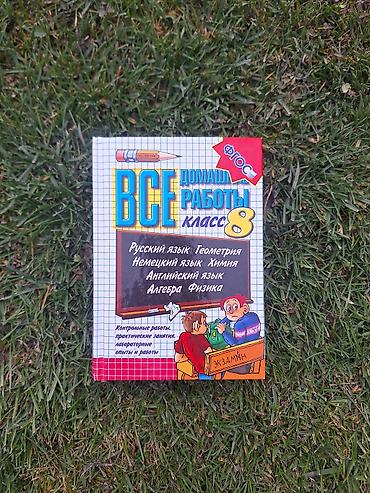 ФГОС
ВСЕ ДОМАШ
РАБОТЫ
КЛАСС 8
Русский язык Геометрия
Немецкий язык Химия
Английский язык
Алгебра Физика
Контрольные работы,
практические занятия,
лабораторные
опыты и работы
ЭКЗАМЕН